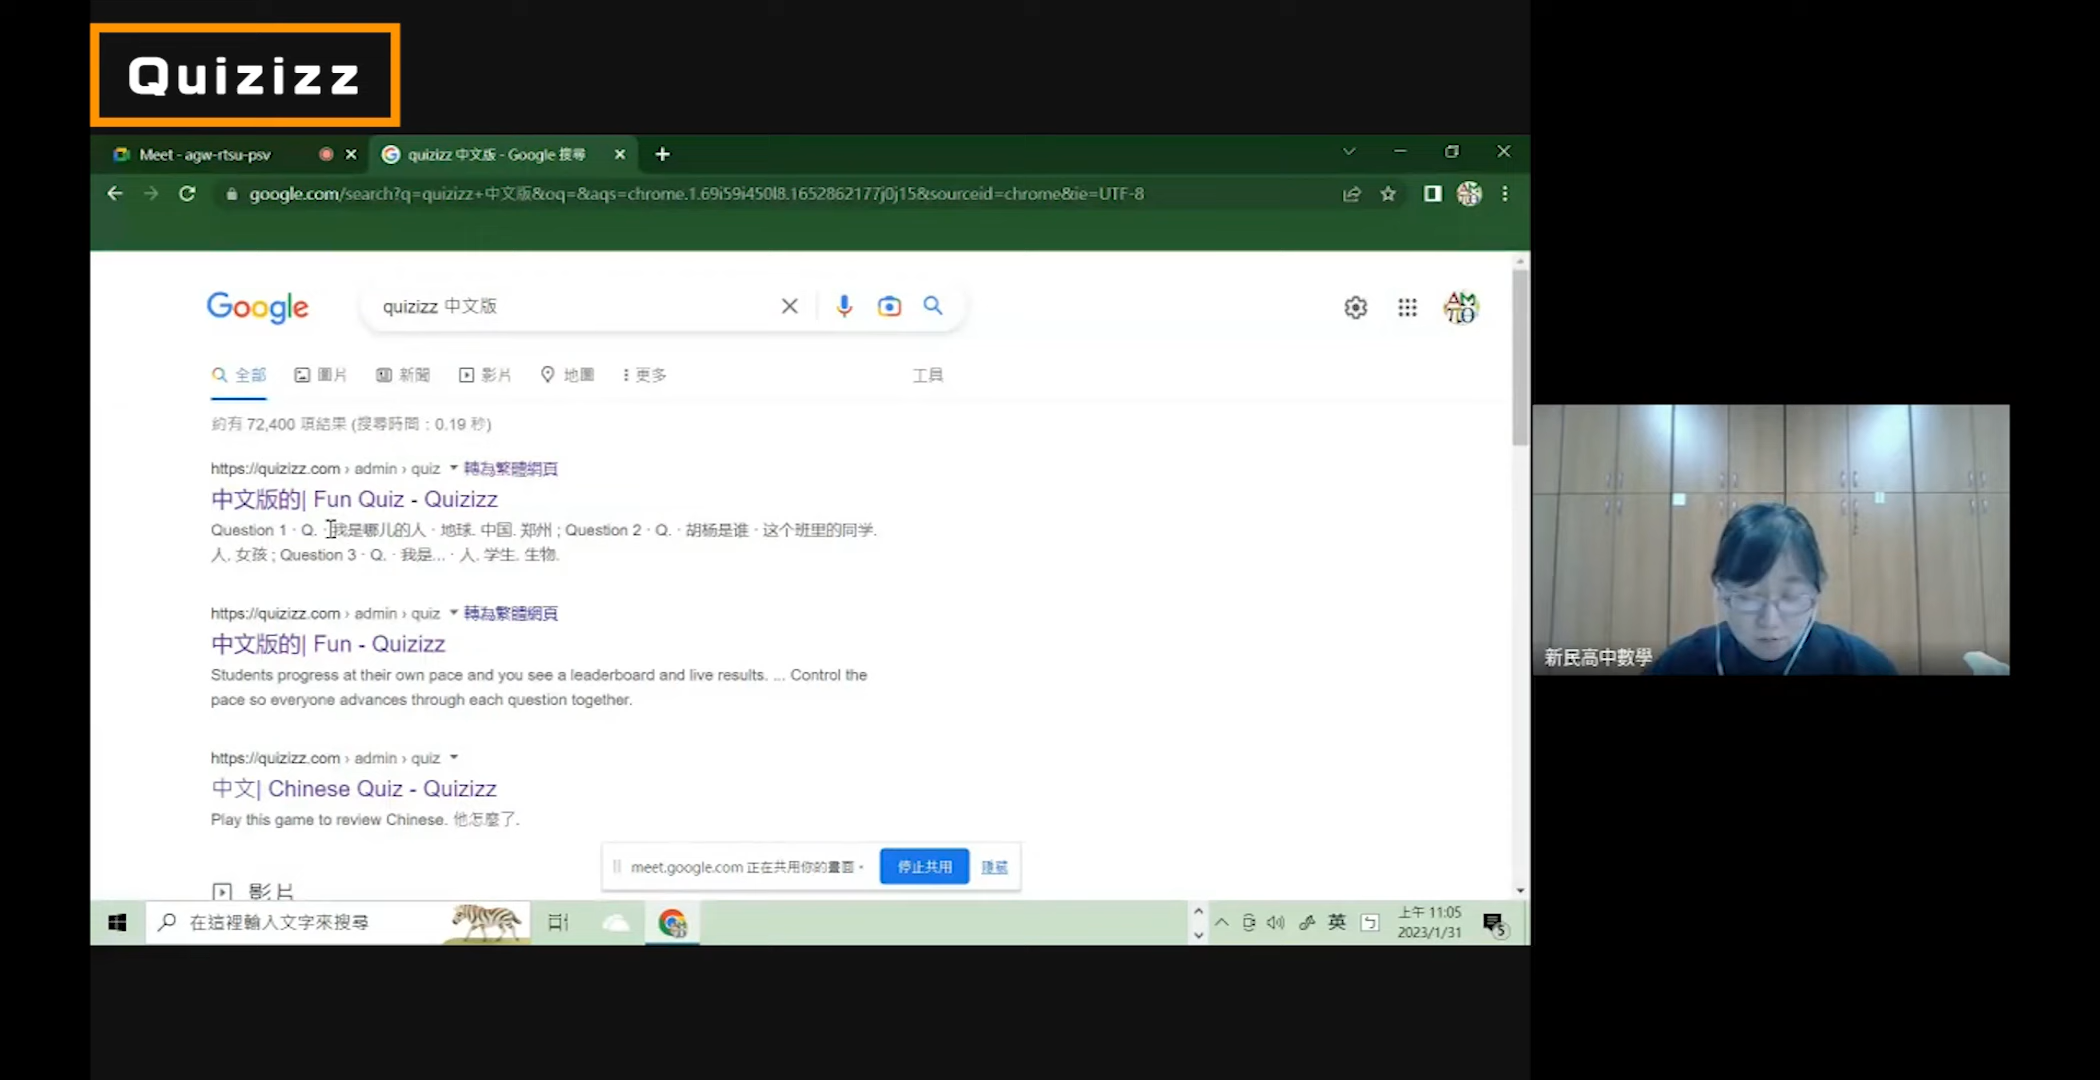 Quizizz
Meet - agw-rtsu-psv
quizizz 中文版 - Google 搜尋
google.com/search?q=quizizz+中文版&oq=&aqs=chrome.1.69i59i450l8.1652862177j0j15&sourceid=chrome&ie=UTF-8
Google
quizizz 中文版
全部 圖片 新聞 影片 地圖 更多 工具
約有 72,400 項結果 (搜尋時間：0.19 秒)
https://quizizz.com › admin › quiz 轉為繁體網頁
中文版的| Fun Quiz - Quizizz
Question 1 · Q. · 我是哪儿的人 · 地球. 中国. 郑州 ; Question 2 · Q. · 胡杨是谁 · 这个班里的同学.
人. 女孩 ; Question 3 · Q. · 我是... · 人. 学生. 生物.
https://quizizz.com › admin › quiz 轉為繁體網頁
中文版的| Fun - Quizizz
Students progress at their own pace and you see a leaderboard and live results. ... Control the
pace so everyone advances through each question together.
https://quizizz.com › admin › quiz
中文| Chinese Quiz - Quizizz
Play this game to review Chinese. 他怎麼了.
影片
meet.google.com 正在共用你的畫面。 停止共用 隱藏
在這裡輸入文字來搜尋
英
上午 11:05
2023/1/31
5
新民高中數學